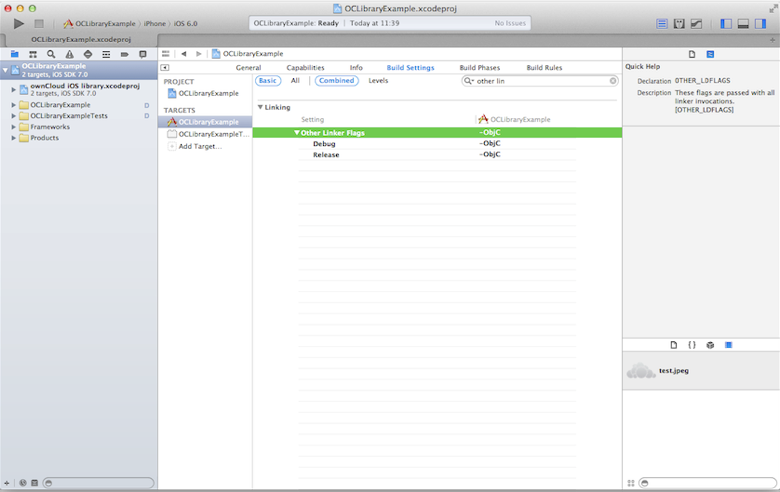 OCLibraryExample.xcodeproj
OCLibraryExample
iPhone
iOS 6.0
OCLibraryExample: Ready
Today at 11:39
No Issues
OCLibraryExample.xcodeproj
OCLibraryExample
2 targets, iOS SDK 7.0
ownCloud iOS library.xcodeproj
2 targets, iOS SDK 7.0
OCLibraryExample D
OCLibraryExampleTests D
Frameworks
Products
OCLibraryExample
General Capabilities Info Build Settings Build Phases Build Rules
PROJECT
OCLibraryExample
TARGETS
OCLibraryExample
OCLibraryExampleT...
Add Target...
Basic All Combined Levels
other lin
Linking
Setting OCLibraryExample
Other Linker Flags -ObjC
Debug -ObjC
Release -ObjC
Quick Help
Declaration OTHER_LDFLAGS
Description These flags are passed with all
linker invocations.
[OTHER_LDFLAGS]
{ }
test.jpeg